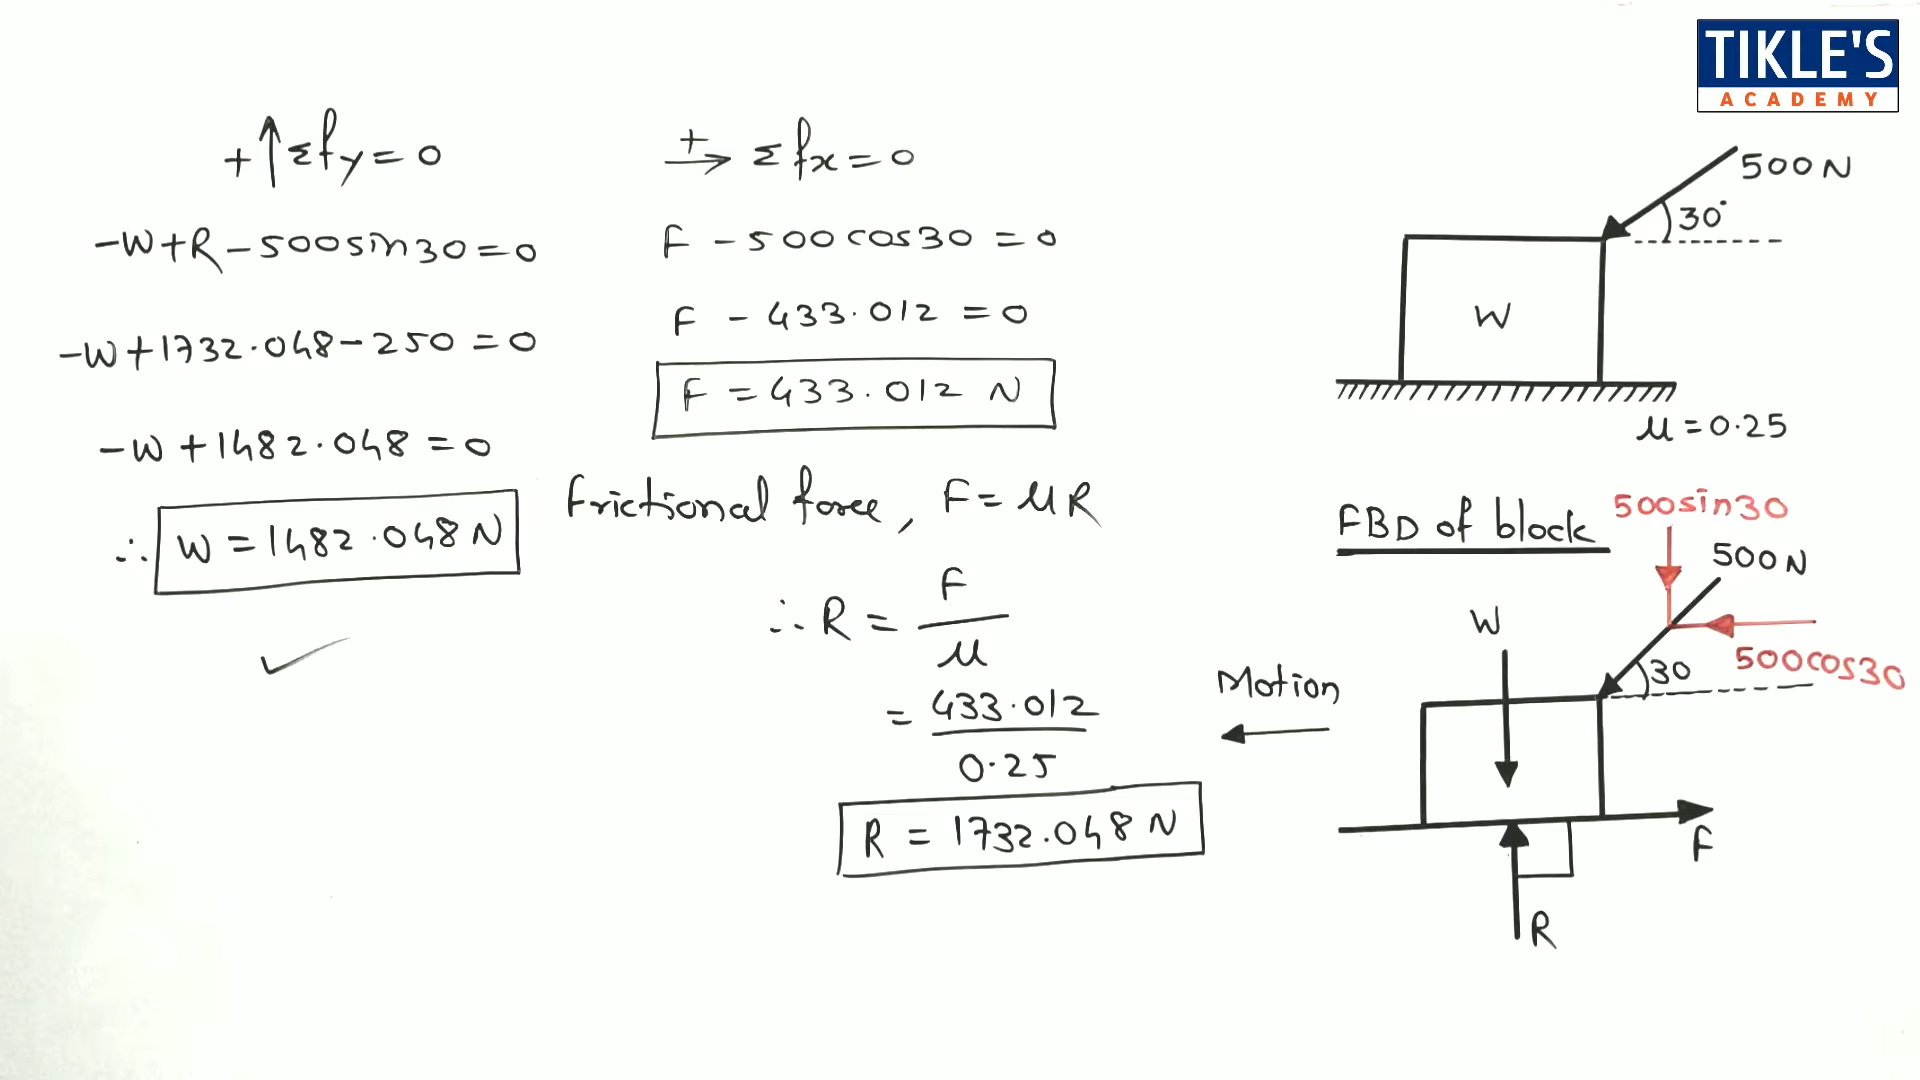 TIKLE'S
ACADEMY
+↑Σfy=0
-W+R-500sin30=0
-W+1732.048-250=0
-W+1482.048=0
∴ W=1482.048N
+→ Σfx=0
F-500cos30=0
F-433.012=0
F=433.012 N
Frictional force, F=μR
∴ R = F/μ
= 433.012/0.25
R = 1732.048 N
500N
30°
W
μ=0.25
FBD of block
500sin30
500N
W
30
500cos30
Motion
F
R